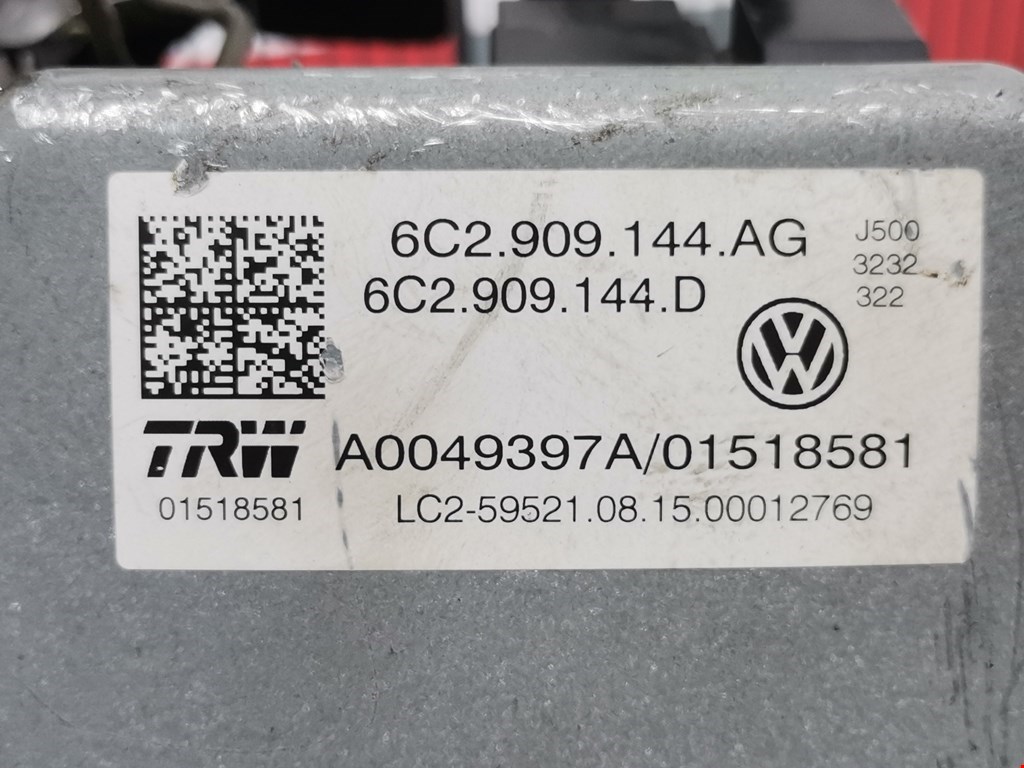 6C2.909.144.AG
6C2.909.144.D
J500
3232
322
VW
TRW
A0049397A/01518581
01518581
LC2-59521.08.15.00012769